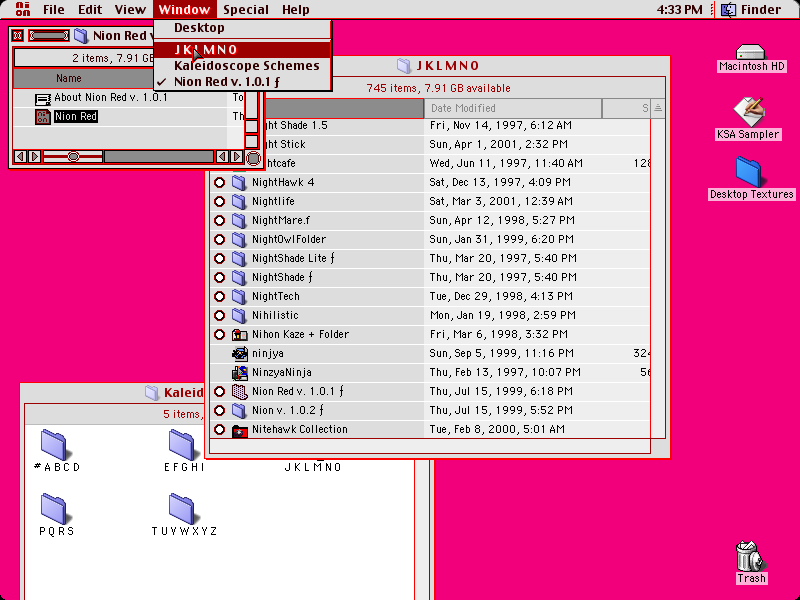 File Edit View Window Special Help 4:33 PM Finder
Desktop
JKLMNO
Kaleidoscope Schemes
✓ Nion Red v. 1.0.1 ƒ
Nion Red v
2 items, 7.91 GB
Name
About Nion Red v. 1.0.1 To
Nion Red Th
JKLMNO
745 items, 7.91 GB available
Date Modified S
ght Shade 1.5 Fri, Nov 14, 1997, 6:12 AM
ght Stick Sun, Apr 1, 2001, 2:32 PM
ghtcafe Wed, Jun 11, 1997, 11:40 AM 128
NightHawk 4 Sat, Dec 13, 1997, 4:09 PM
Nightlife Sat, Mar 3, 2001, 12:39 AM
NightMare.f Sun, Apr 12, 1998, 5:27 PM
NightOwlFolder Sun, Jan 31, 1999, 6:20 PM
NightShade Lite ƒ Thu, Mar 20, 1997, 5:40 PM
NightShade ƒ Thu, Mar 20, 1997, 5:40 PM
NightTech Tue, Dec 29, 1998, 4:13 PM
Nihilistic Mon, Jan 19, 1998, 2:59 PM
Nihon Kaze + Folder Fri, Mar 6, 1998, 3:32 PM
ninjya Sun, Sep 5, 1999, 11:16 PM 324
NinzyaNinja Thu, Feb 13, 1997, 10:07 PM 56
Nion Red v. 1.0.1 ƒ Thu, Jul 15, 1999, 6:18 PM
Nion v. 1.0.2 ƒ Thu, Jul 15, 1999, 5:52 PM
Nitehawk Collection Tue, Feb 8, 2000, 5:01 AM
Kaleid
5 items,
#ABCD EFGHI JKLMNO
PQRS TUVWXYZ
Macintosh HD
KSA Sampler
Desktop Textures
Trash